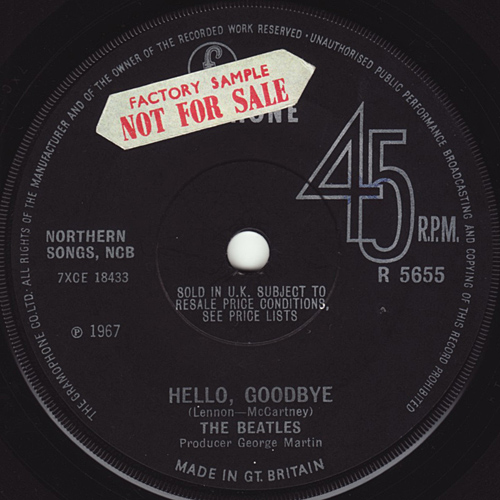 THE GRAMOPHONE CO. LTD. ALL RIGHTS OF THE MANUFACTURER AND OF THE OWNER OF THE RECORDED WORK RESERVED · UNAUTHORISED PUBLIC PERFORMANCE BROADCASTING AND COPYING OF THIS RECORD PROHIBITED
£
FACTORY SAMPLE
NOT FOR SALE
PHONE
45
R.P.M.
R 5655
NORTHERN
SONGS, NCB
7XCE 18433
SOLD IN U.K. SUBJECT TO
RESALE PRICE CONDITIONS,
SEE PRICE LISTS
℗ 1967
HELLO, GOODBYE
(Lennon—McCartney)
THE BEATLES
Producer George Martin
MADE IN GT. BRITAIN